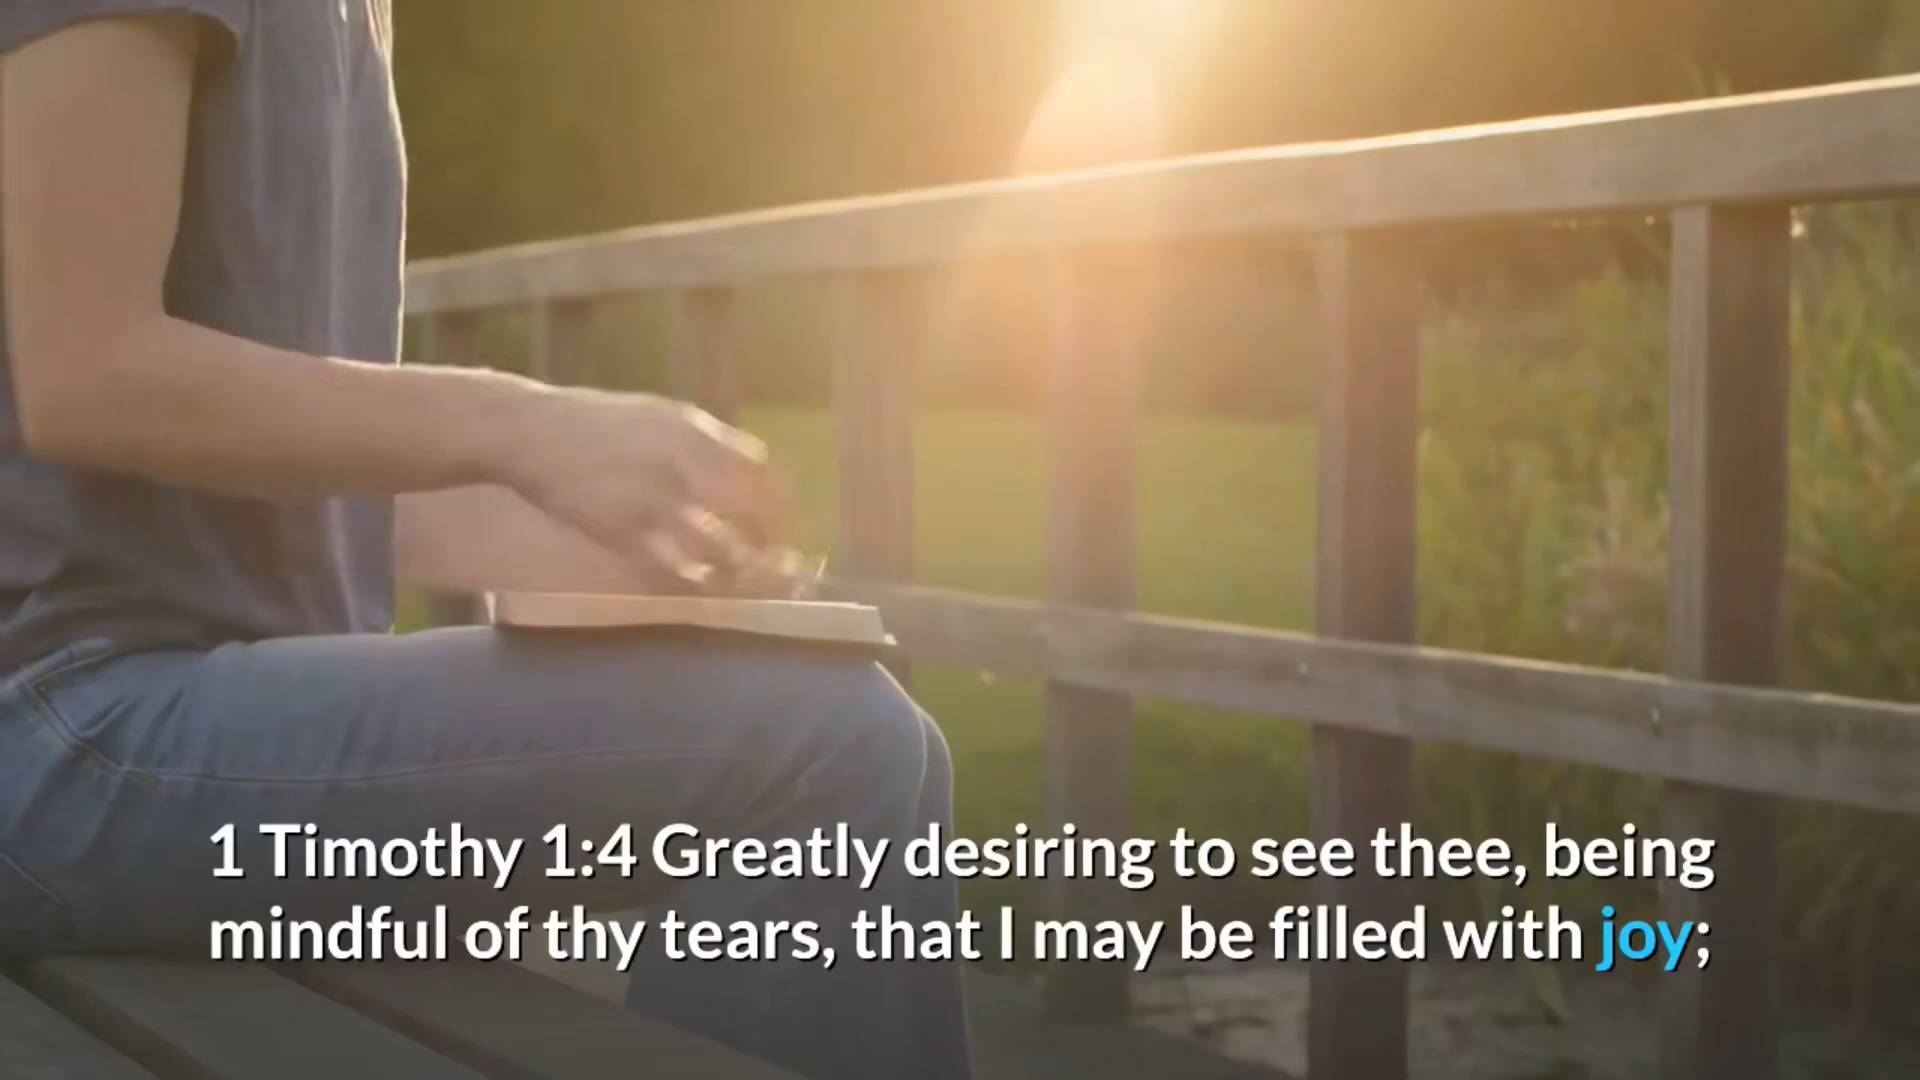 1 Timothy 1:4 Greatly desiring to see thee, being
mindful of thy tears, that I may be filled with joy;